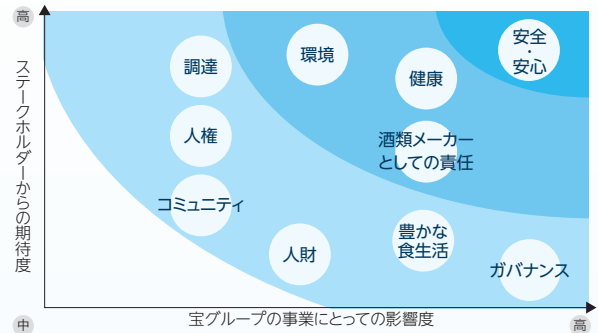 高
ステークホルダーからの期待度
安全
・
安心
環境
調達
健康
人権
酒類メーカー
としての責任
コミュニティ
豊かな
食生活
人財
ガバナンス
中
宝グループの事業にとっての影響度
高